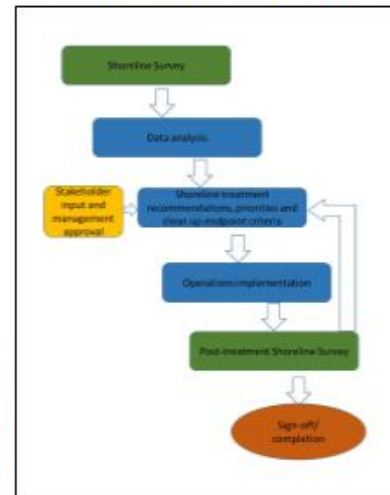 Shoreline Survey
Data analysis
Stakeholder
input and
management
approval
Shoreline treatment
recommendations, priorities and
clean up endpoint criteria
Operations implementation
Post-treatment Shoreline Survey
Sign-off/
completion